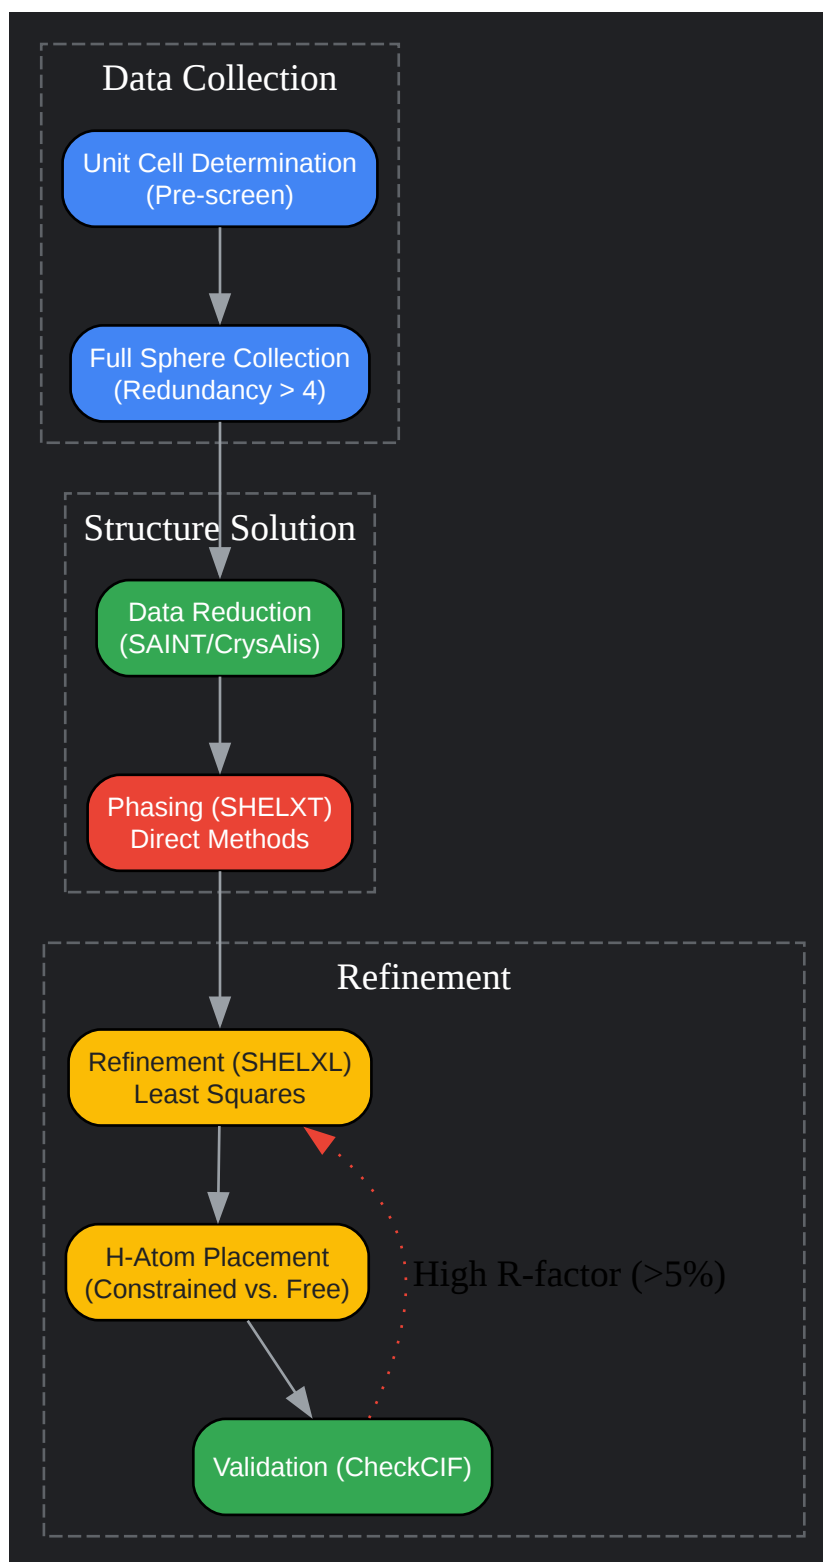 Data Collection
Unit Cell Determination
(Pre-screen)
Full Sphere Collection
(Redundancy > 4)
Structure Solution
Data Reduction
(SAINT/CrysAlis)
Phasing (SHELXT)
Direct Methods
Refinement
Refinement (SHELXL)
Least Squares
H-Atom Placement
(Constrained vs. Free)
High R-factor (>5%)
Validation (CheckCIF)